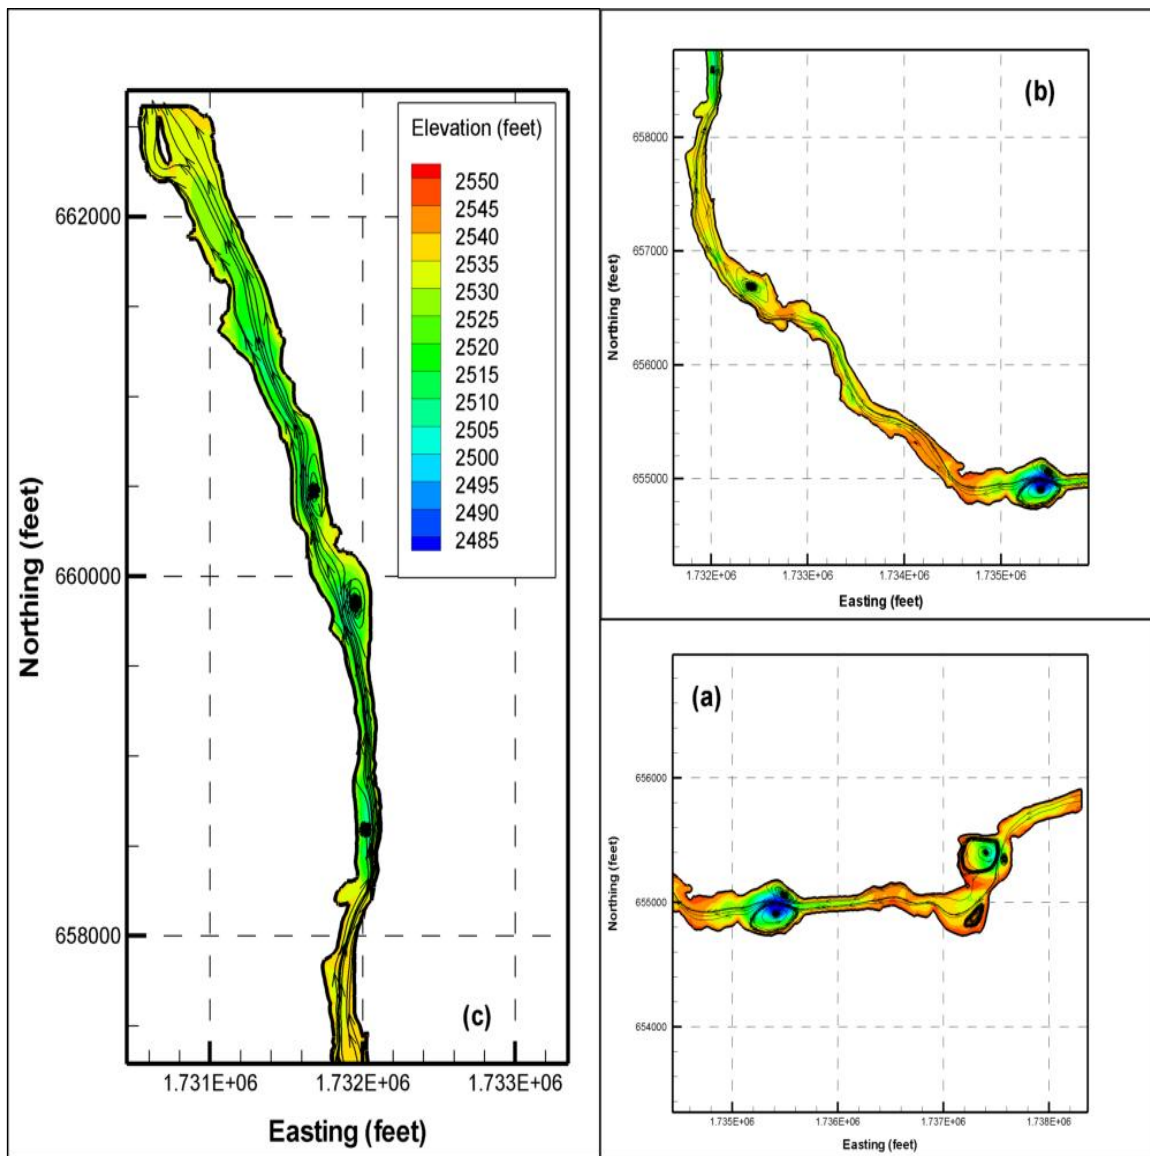 Elevation (feet)
2550
2545
2540
2535
2530
2525
2520
2515
2510
2505
2500
2495
2490
2485
662000
660000
658000
Northing (feet)
(c)
1.731E+06 1.732E+06 1.733E+06
Easting (feet)
(b)
658000
657000
656000
655000
Northing (feet)
1.732E+06 1.733E+06 1.734E+06 1.735E+06
Easting (feet)
(a)
656000
655000
654000
Northing (feet)
1.735E+06 1.736E+06 1.737E+06 1.738E+06
Easting (feet)